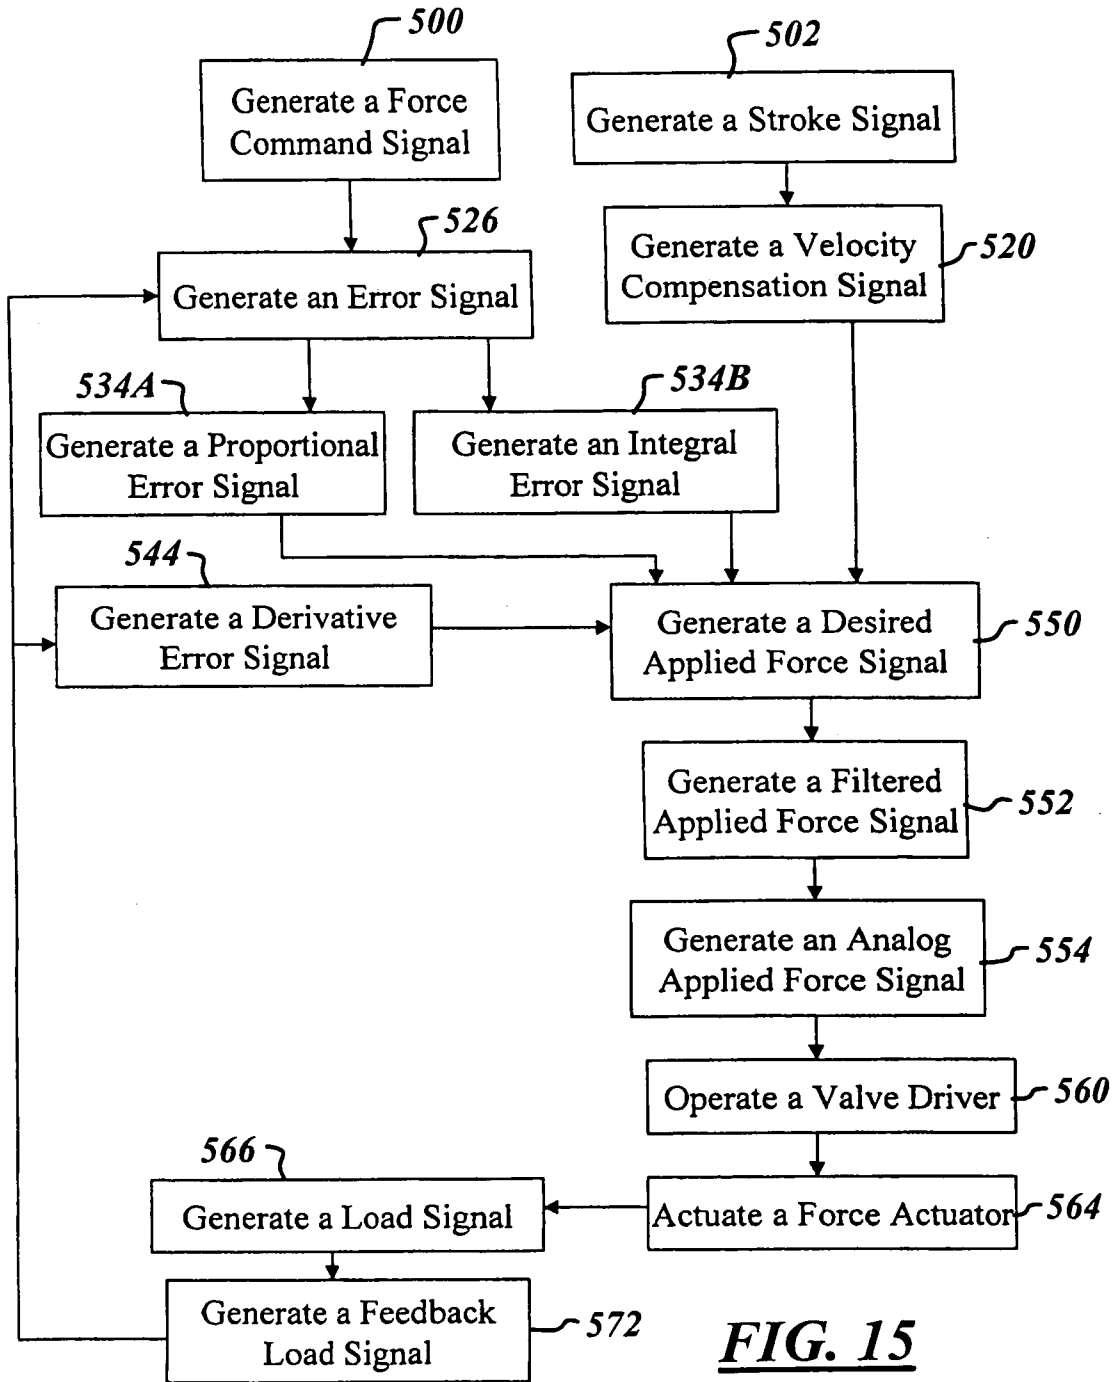 500
502
Generate a Force
Command Signal
Generate a Stroke Signal
526
Generate an Error Signal
Generate a Velocity
Compensation Signal
520
534A
534B
Generate a Proportional
Error Signal
Generate an Integral
Error Signal
544
Generate a Derivative
Error Signal
Generate a Desired
Applied Force Signal
550
Generate a Filtered
Applied Force Signal
552
Generate an Analog
Applied Force Signal
554
Operate a Valve Driver
560
566
Generate a Load Signal
Actuate a Force Actuator
564
Generate a Feedback
Load Signal
572
FIG. 15